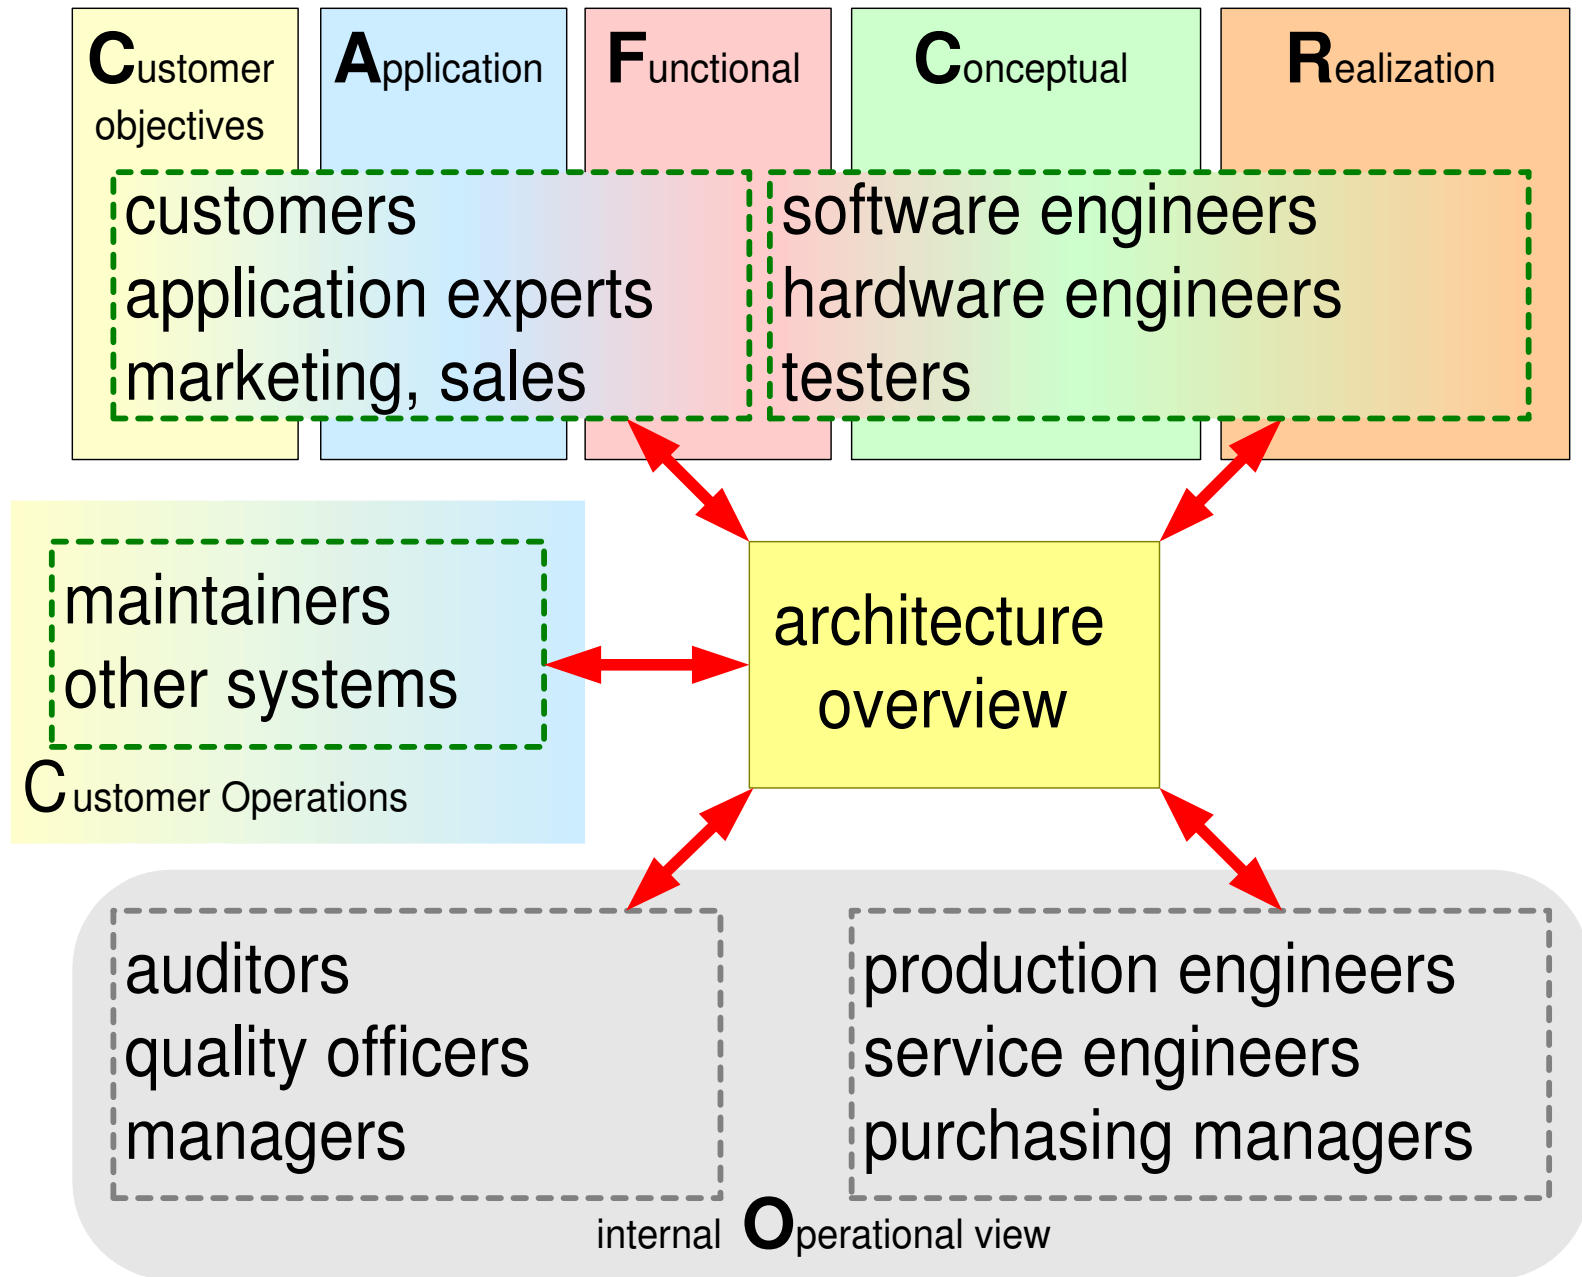 Customer objectives
Application
Functional
Conceptual
Realization
customers
application experts
marketing, sales
software engineers
hardware engineers
testers
maintainers
other systems
Customer Operations
architecture
overview
auditors
quality officers
managers
production engineers
service engineers
purchasing managers
internal Operational view